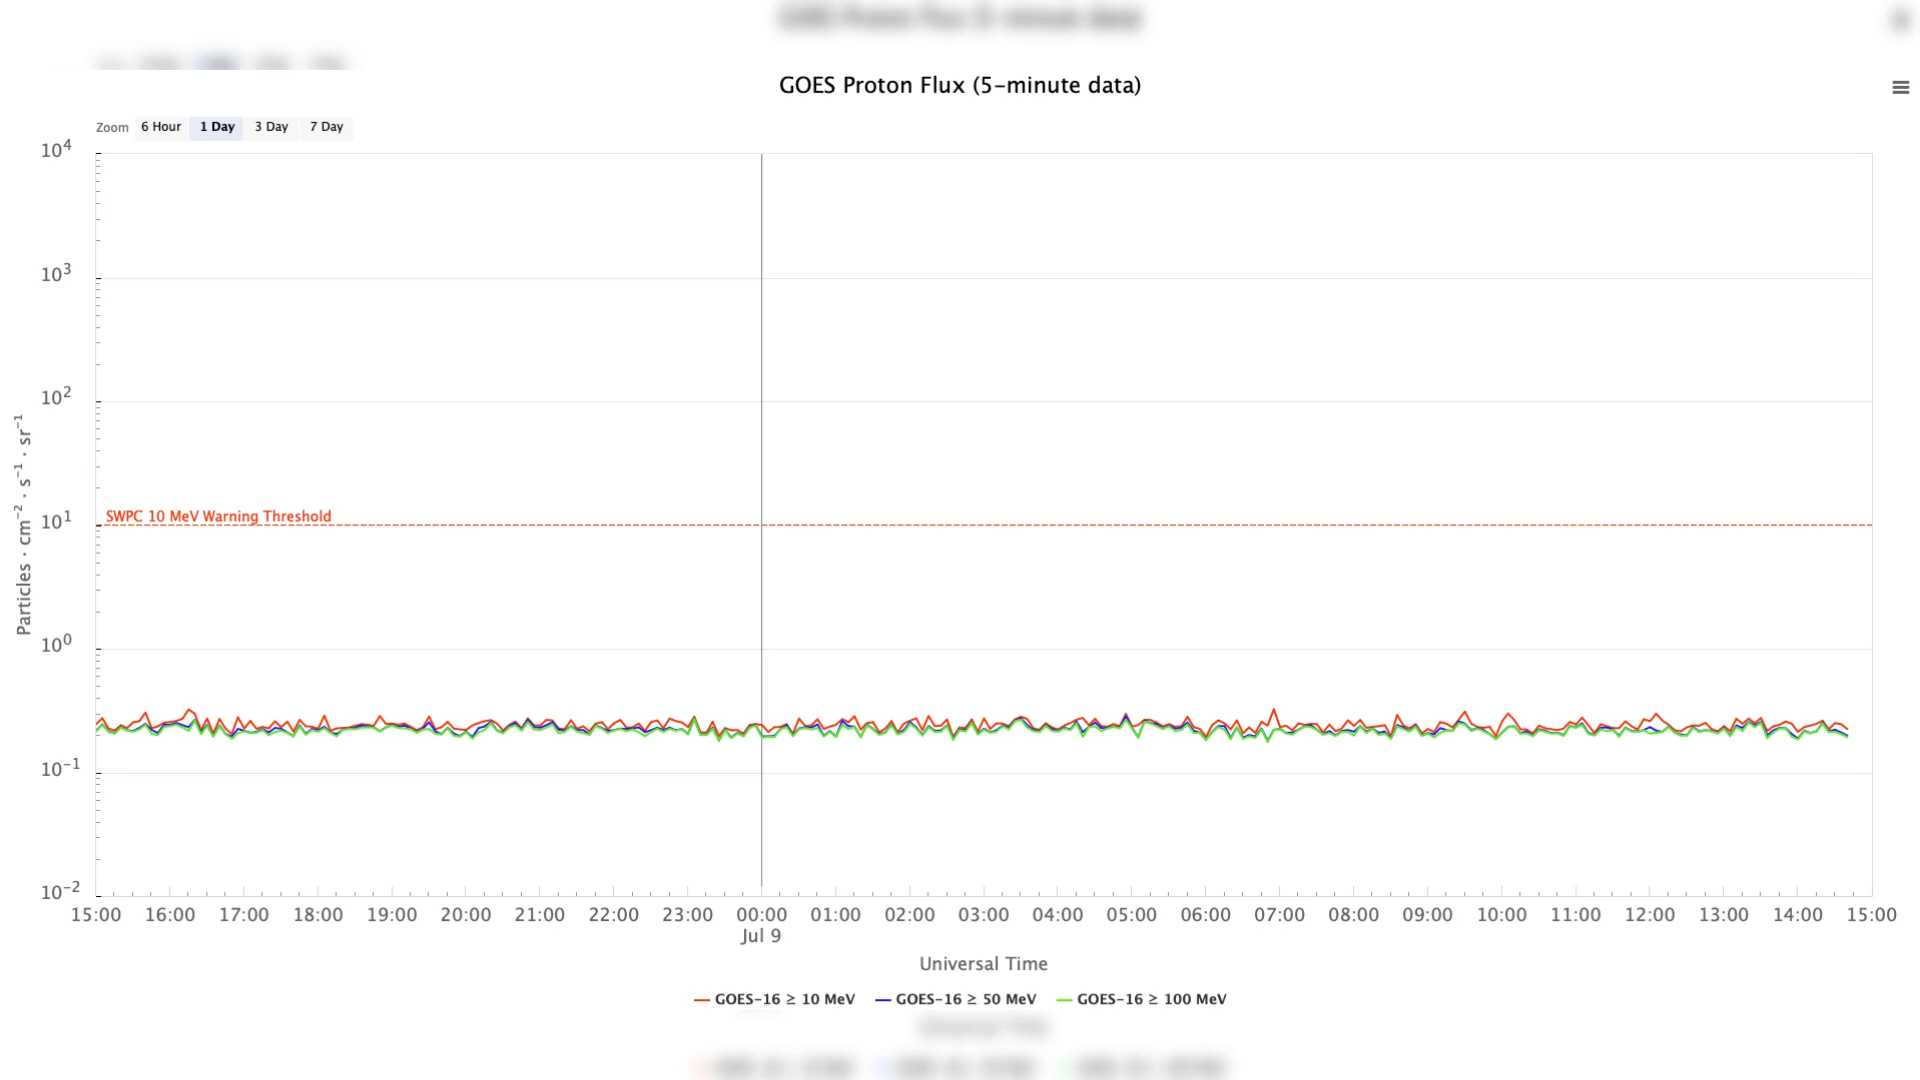 GOES Proton Flux (5-minute data)
Zoom 6 Hour 1 Day 3 Day 7 Day
10⁴
10³
10²
SWPC 10 MeV Warning Threshold
10¹
10⁰
10⁻¹
10⁻²
Particles · cm⁻² · s⁻¹ · sr⁻¹
15:00 16:00 17:00 18:00 19:00 20:00 21:00 22:00 23:00 00:00 01:00 02:00 03:00 04:00 05:00 06:00 07:00 08:00 09:00 10:00 11:00 12:00 13:00 14:00 15:00
Jul 9
Universal Time
GOES-16 ≥ 10 MeV GOES-16 ≥ 50 MeV GOES-16 ≥ 100 MeV